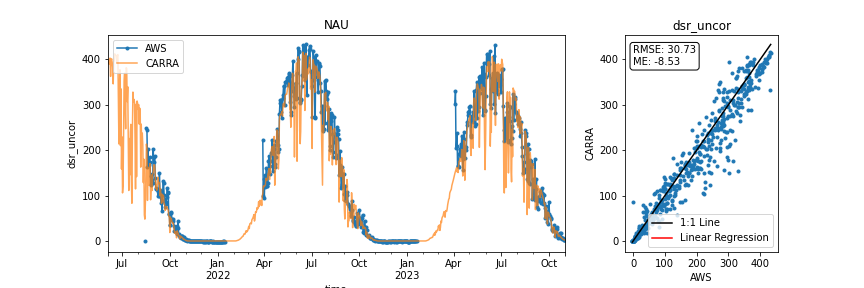 NAU
AWS
CARRA
dsr_uncor
400
300
200
100
0
Jul
Oct
Jan
2022
Apr
Jul
Oct
Jan
2023
Apr
Jul
Oct
time
dsr_uncor
RMSE: 30.73
ME: -8.53
CARRA
400
300
200
100
0
1:1 Line
Linear Regression
0
100
200
300
400
AWS